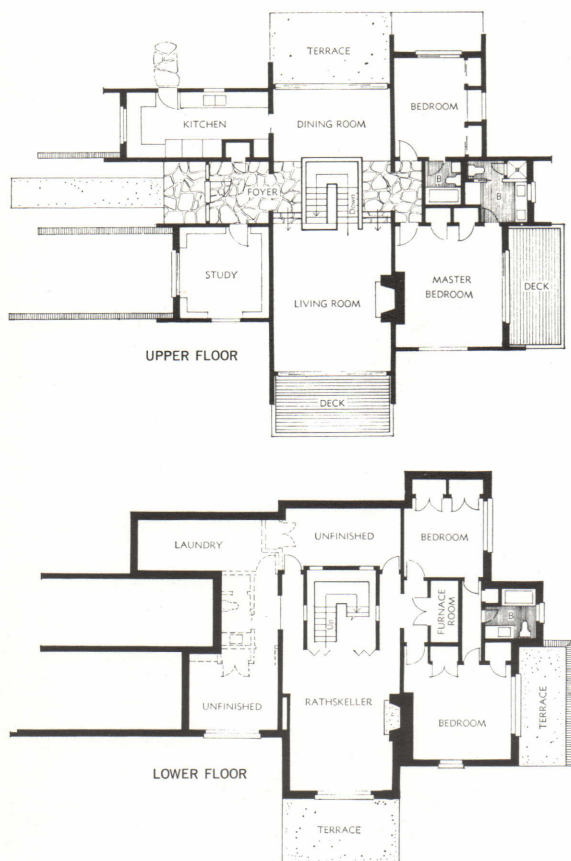 TERRACE
KITCHEN
DINING ROOM
BEDROOM
FOYER
Down
B
B
STUDY
LIVING ROOM
MASTER
BEDROOM
DECK
UPPER FLOOR
DECK
LAUNDRY
UNFINISHED
BEDROOM
FURNACE
ROOM
Up
B
UNFINISHED
RATHSKELLER
BEDROOM
TERRACE
LOWER FLOOR
TERRACE